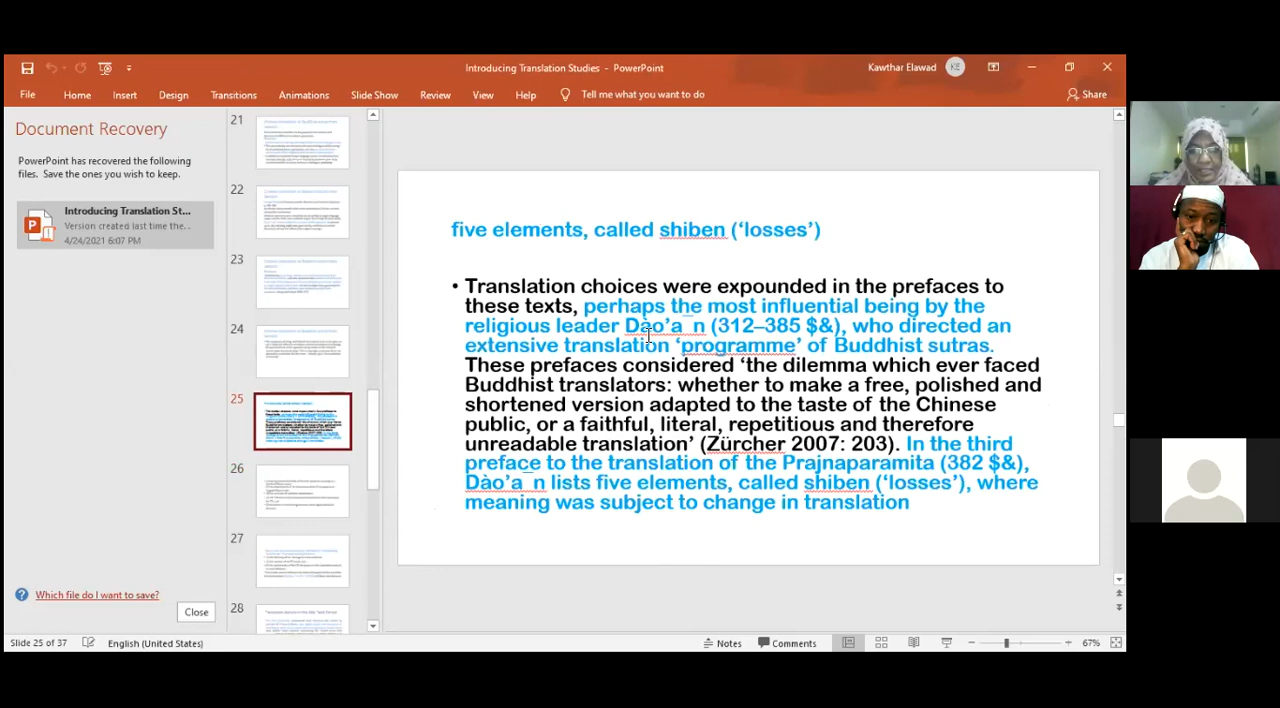 Introducing Translation Studies - PowerPoint
Kawthar Elawad KE
File Home Insert Design Transitions Animations Slide Show Review View Help Tell me what you want to do Share
Document Recovery
PowerPoint has recovered the following
files. Save the ones you wish to keep.
Introducing Translation St...
Version created last time the...
4/24/2021 6:07 PM
Which file do I want to save?
Close
21
22
23
24
25
26
27
28
five elements, called shiben (‘losses’)
• Translation choices were expounded in the prefaces to
these texts, perhaps the most influential being by the
religious leader Dào’a¯n (312–385 $&), who directed an
extensive translation ‘programme’ of Buddhist sutras.
These prefaces considered ‘the dilemma which ever faced
Buddhist translators: whether to make a free, polished and
shortened version adapted to the taste of the Chinese
public, or a faithful, literal, repetitious and therefore
unreadable translation’ (Zürcher 2007: 203). In the third
preface to the translation of the Prajnaparamita (382 $&),
Dào’a¯n lists five elements, called shiben (‘losses’), where
meaning was subject to change in translation
Slide 25 of 37 English (United States) Notes Comments 67%